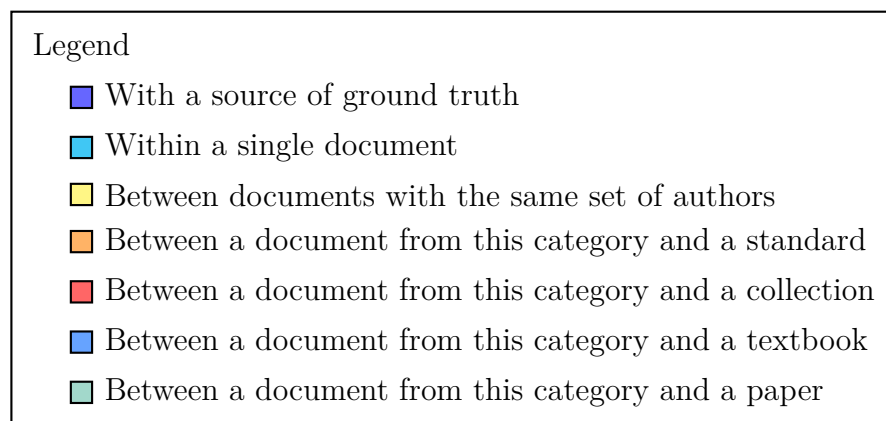 Legend
With a source of ground truth
Within a single document
Between documents with the same set of authors
Between a document from this category and a standard
Between a document from this category and a collection
Between a document from this category and a textbook
Between a document from this category and a paper